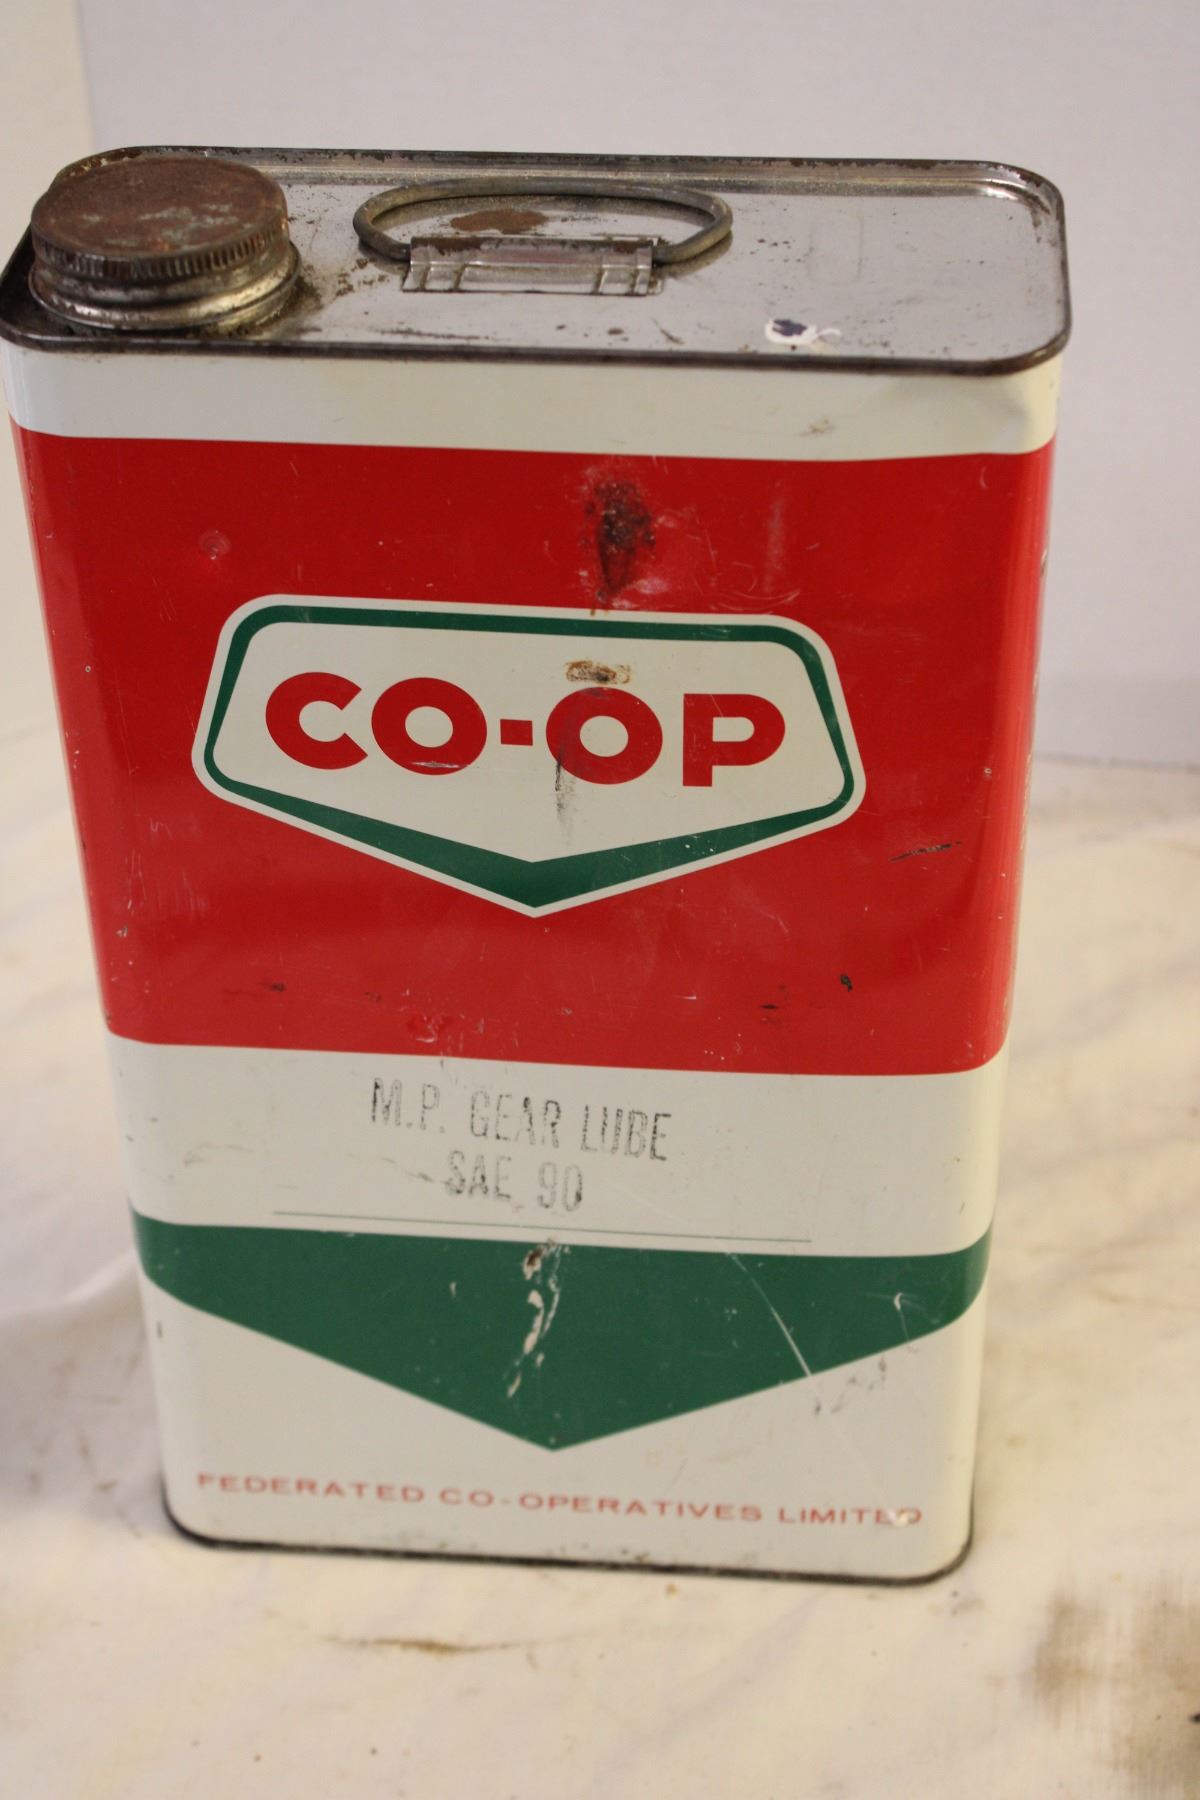 CO-OP
M.P. GEAR LUBE
SAE 90
FEDERATED CO-OPERATIVES LIMITED